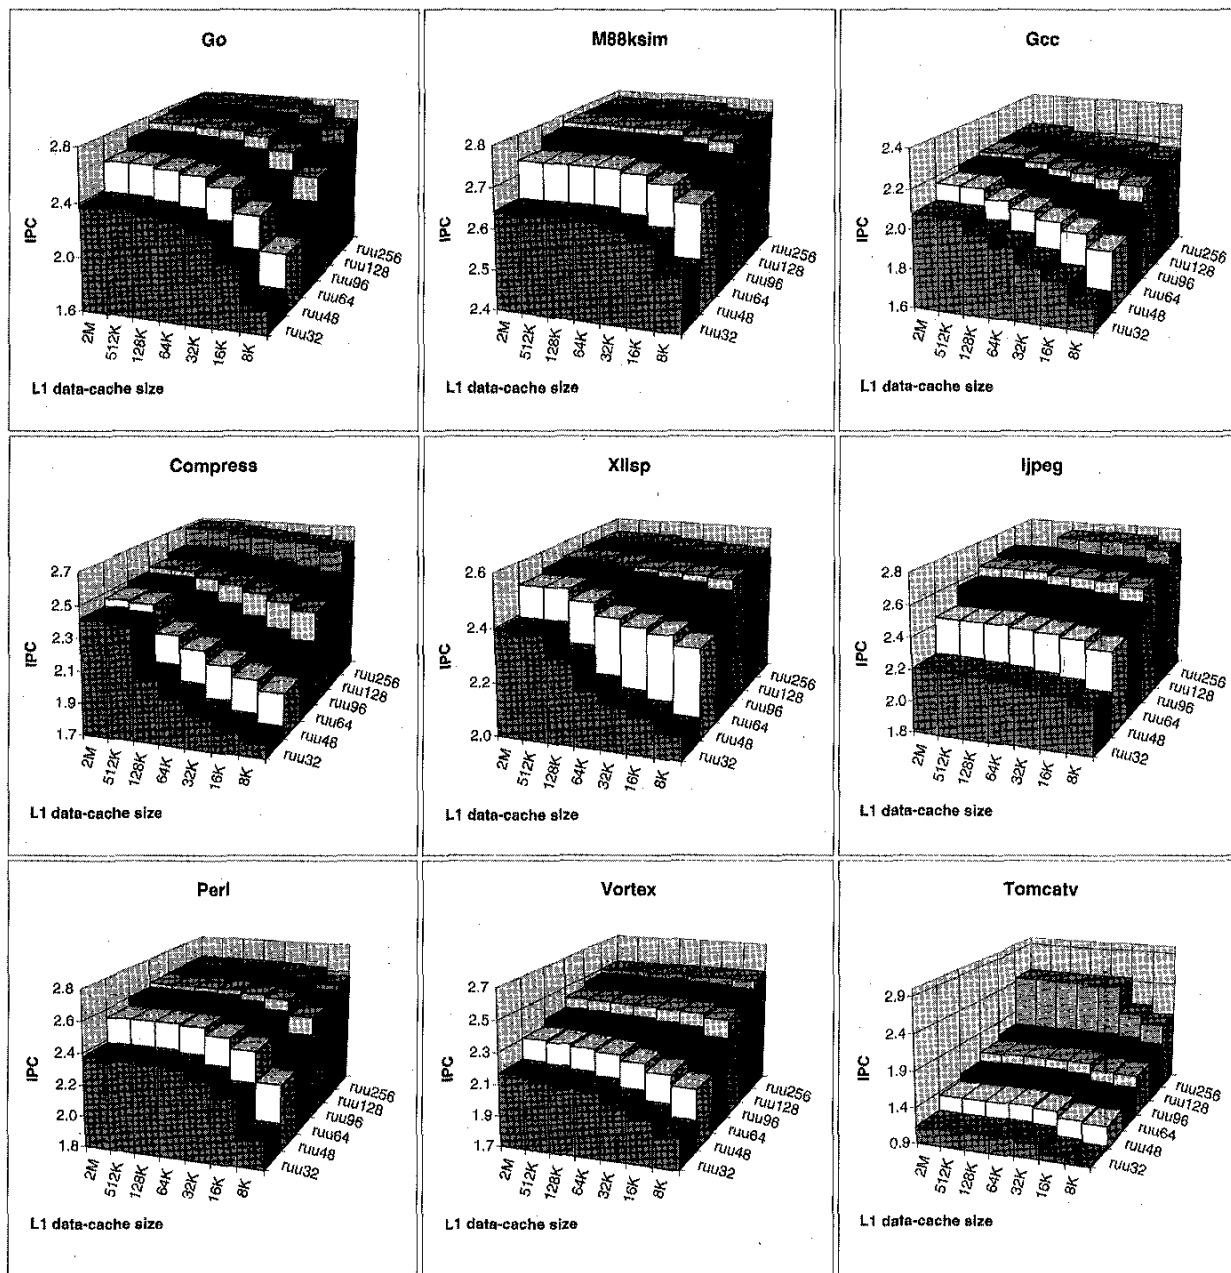 Go
IPC
2.8
2.4
2.0
1.6
2M
512K
128K
64K
32K
16K
8K
ruu256
ruu128
ruu96
ruu64
ruu48
ruu32
L1 data-cache size
M88ksim
IPC
2.8
2.7
2.6
2.5
2.4
2M
512K
128K
64K
32K
16K
8K
ruu256
ruu128
ruu96
ruu64
ruu48
ruu32
L1 data-cache size
Gcc
IPC
2.4
2.2
2.0
1.8
1.6
2M
512K
128K
64K
32K
16K
8K
ruu256
ruu128
ruu96
ruu64
ruu48
ruu32
L1 data-cache size
Compress
IPC
2.7
2.5
2.3
2.1
1.9
1.7
2M
512K
128K
64K
32K
16K
8K
ruu256
ruu128
ruu96
ruu64
ruu48
ruu32
L1 data-cache size
Xlisp
IPC
2.6
2.4
2.2
2.0
2M
512K
128K
64K
32K
16K
8K
ruu256
ruu128
ruu96
ruu64
ruu48
ruu32
L1 data-cache size
Ijpeg
IPC
2.8
2.6
2.4
2.2
2.0
1.8
2M
512K
128K
64K
32K
16K
8K
ruu256
ruu128
ruu96
ruu64
ruu48
ruu32
L1 data-cache size
Perl
IPC
2.8
2.6
2.4
2.2
2.0
1.8
2M
512K
128K
64K
32K
16K
8K
ruu256
ruu128
ruu96
ruu64
ruu48
ruu32
L1 data-cache size
Vortex
IPC
2.7
2.5
2.3
2.1
1.9
1.7
2M
512K
128K
64K
32K
16K
8K
ruu256
ruu128
ruu96
ruu64
ruu48
ruu32
L1 data-cache size
Tomcatv
IPC
2.9
2.4
1.9
1.4
0.9
2M
512K
128K
64K
32K
16K
8K
ruu256
ruu128
ruu96
ruu64
ruu48
ruu32
L1 data-cache size